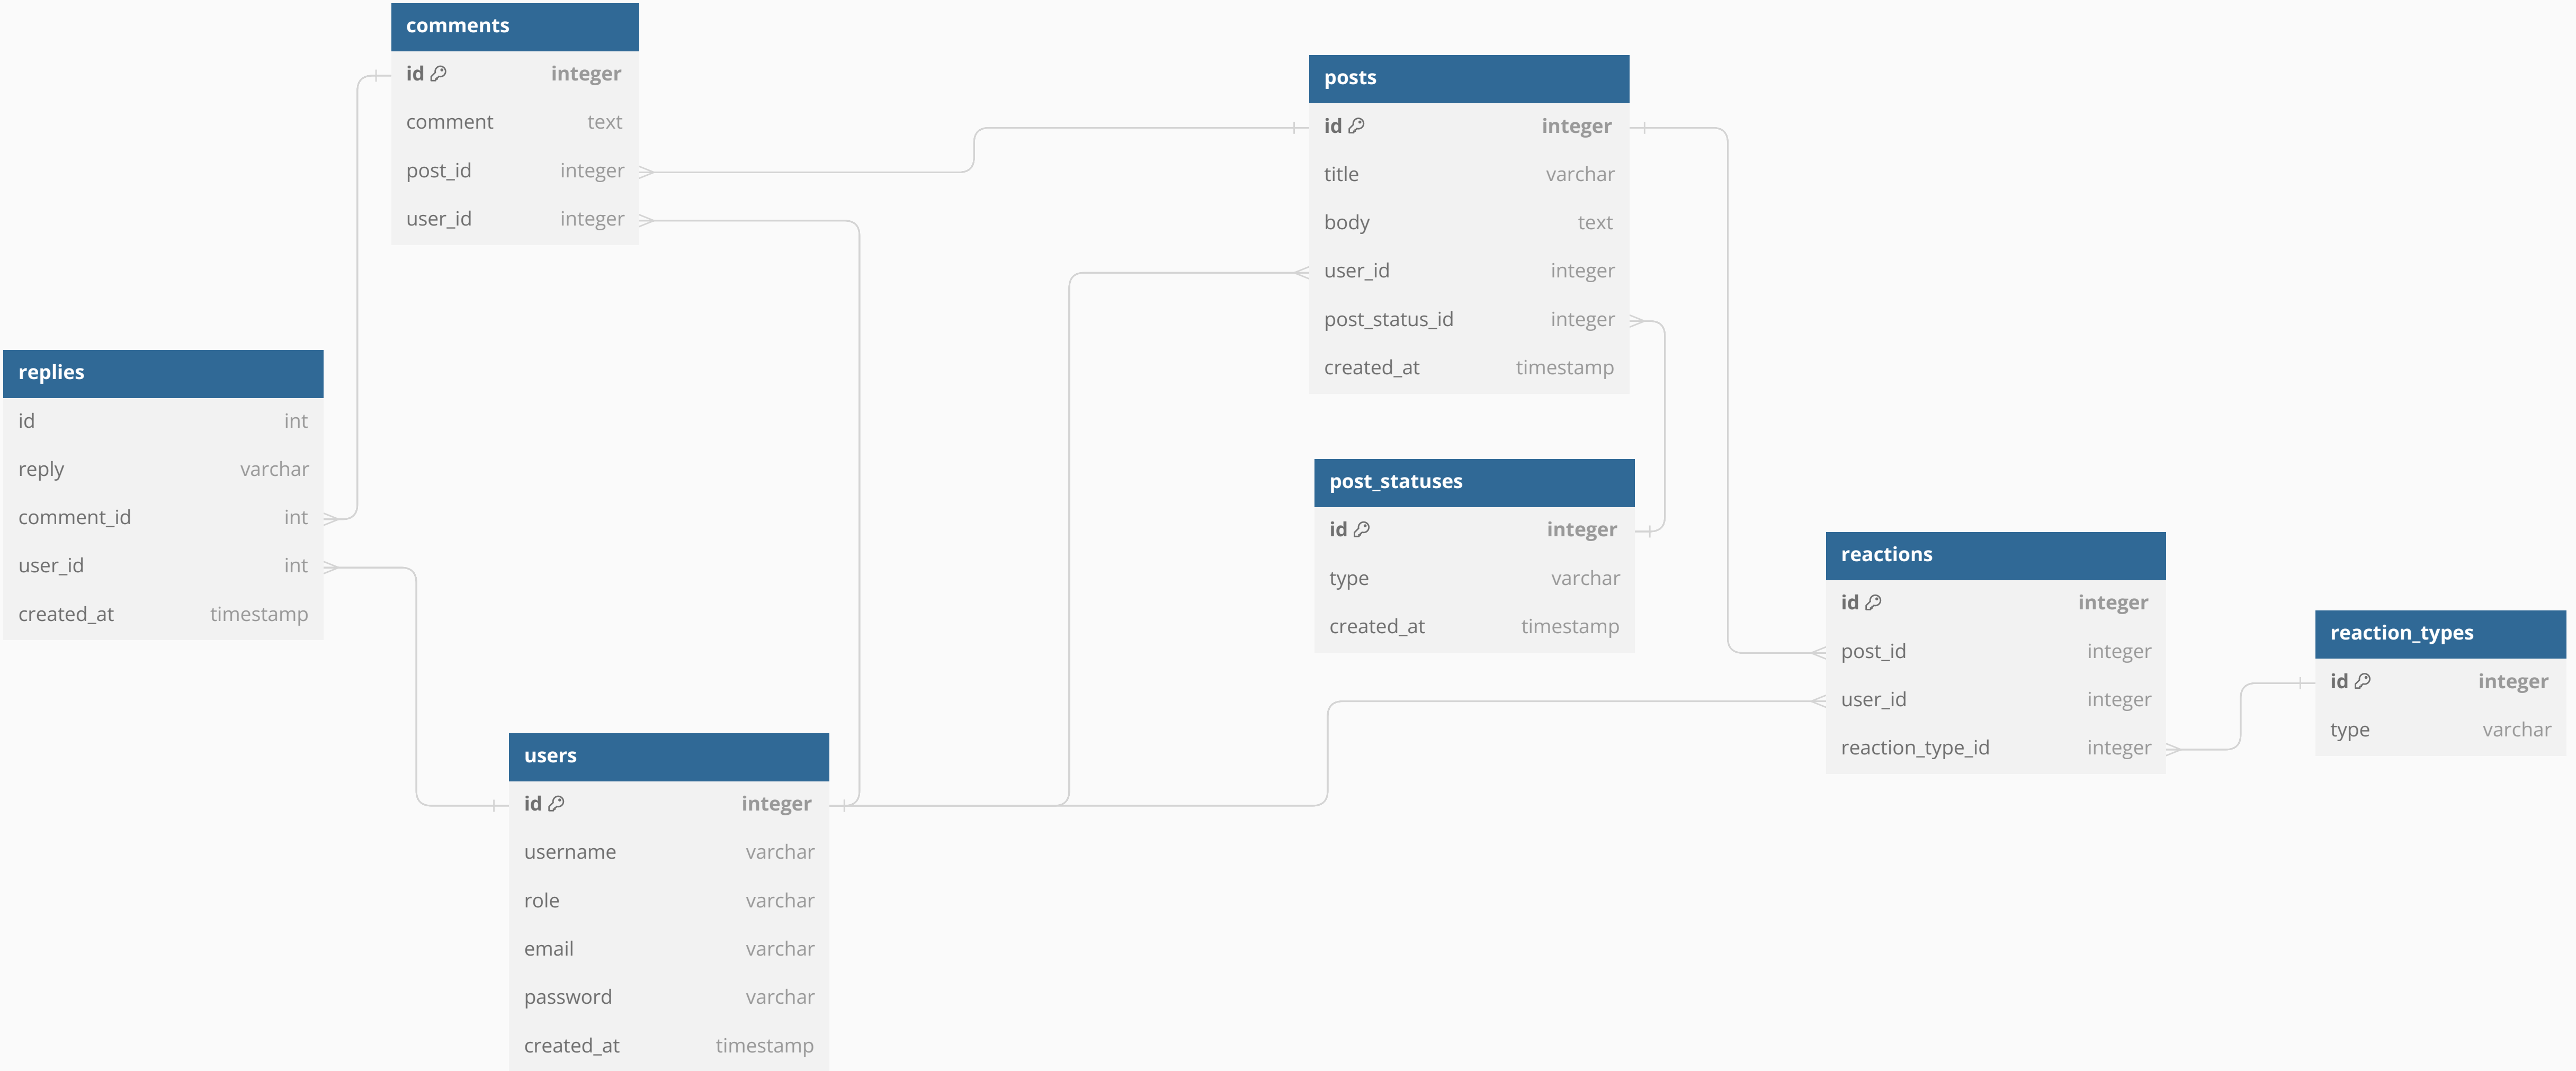 comments
id integer
comment text
post_id integer
user_id integer
posts
id integer
title varchar
body text
user_id integer
post_status_id integer
created_at timestamp
replies
id int
reply varchar
comment_id int
user_id int
created_at timestamp
post_statuses
id integer
type varchar
created_at timestamp
reactions
id integer
post_id integer
user_id integer
reaction_type_id integer
reaction_types
id integer
type varchar
users
id integer
username varchar
role varchar
email varchar
password varchar
created_at timestamp